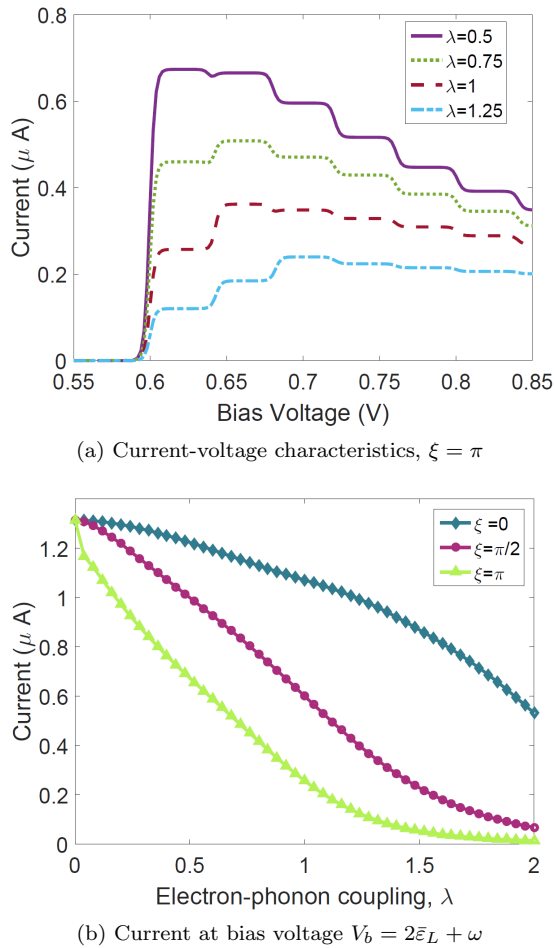 0.8
0.6
0.4
0.2
0
Current (μ A)
λ=0.5
λ=0.75
λ=1
λ=1.25
0.55 0.6 0.65 0.7 0.75 0.8 0.85
Bias Voltage (V)
(a) Current-voltage characteristics, ξ = π
1.2
1
0.8
0.6
0.4
0.2
0
Current (μ A)
ξ =0
ξ=π/2
ξ=π
0 0.5 1 1.5 2
Electron-phonon coupling, λ
(b) Current at bias voltage V_b = 2ε̄_L + ω